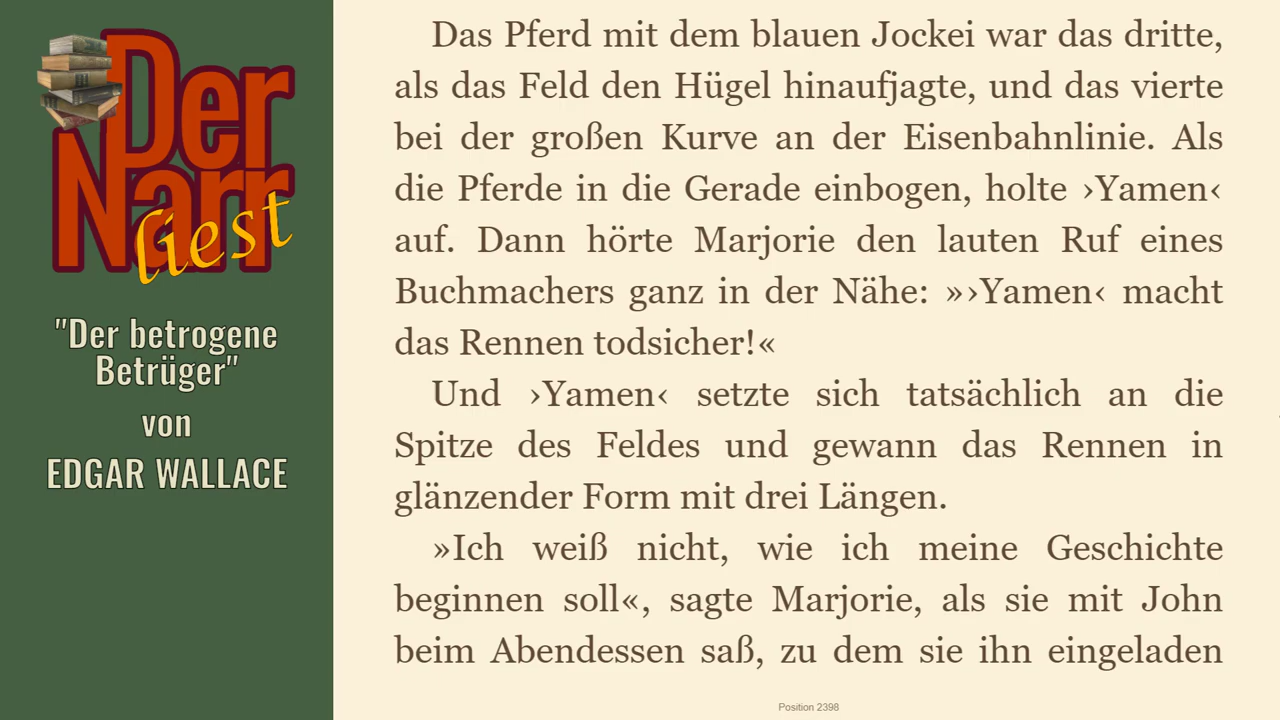 Der
Narr
liest
"Der betrogene
Betrüger"
von
EDGAR WALLACE
Das Pferd mit dem blauen Jockei war das dritte,
als das Feld den Hügel hinaufjagte, und das vierte
bei der großen Kurve an der Eisenbahnlinie. Als
die Pferde in die Gerade einbogen, holte ›Yamen‹
auf. Dann hörte Marjorie den lauten Ruf eines
Buchmachers ganz in der Nähe: »›Yamen‹ macht
das Rennen todsicher!«
Und ›Yamen‹ setzte sich tatsächlich an die
Spitze des Feldes und gewann das Rennen in
glänzender Form mit drei Längen.
»Ich weiß nicht, wie ich meine Geschichte
beginnen soll«, sagte Marjorie, als sie mit John
beim Abendessen saß, zu dem sie ihn eingeladen
Position 2398